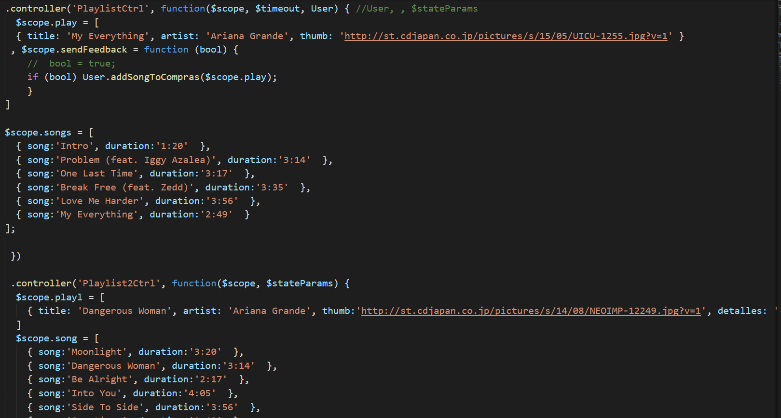 .controller('PlaylistCtrl', function($scope, $timeout, User) { //User, , $stateParams
$scope.play = [
{ title: 'My Everything', artist: 'Ariana Grande', thumb: 'http://st.cdjapan.co.jp/pictures/s/15/05/UICU-1255.jpg?v=1' }
, $scope.sendFeedback = function (bool) {
//  bool = true;
if (bool) User.addSongToCompras($scope.play);
}
]
$scope.songs = [
{ song:'Intro', duration:'1:20'  },
{ song:'Problem (feat. Iggy Azalea)', duration:'3:14'  },
{ song:'One Last Time', duration:'3:17'  },
{ song:'Break Free (feat. Zedd)', duration:'3:35'  },
{ song:'Love Me Harder', duration:'3:56'  },
{ song:'My Everything', duration:'2:49'  }
];
})
.controller('Playlist2Ctrl', function($scope, $stateParams) {
$scope.playl = [
{ title: 'Dangerous Woman', artist: 'Ariana Grande', thumb:'http://st.cdjapan.co.jp/pictures/s/14/08/NEOIMP-12249.jpg?v=1', detalles: '
]
$scope.song = [
{ song:'Moonlight', duration:'3:20'  },
{ song:'Dangerous Woman', duration:'3:14'  },
{ song:'Be Alright', duration:'2:17'  },
{ song:'Into You', duration:'4:05'  },
{ song:'Side To Side', duration:'3:56'  },